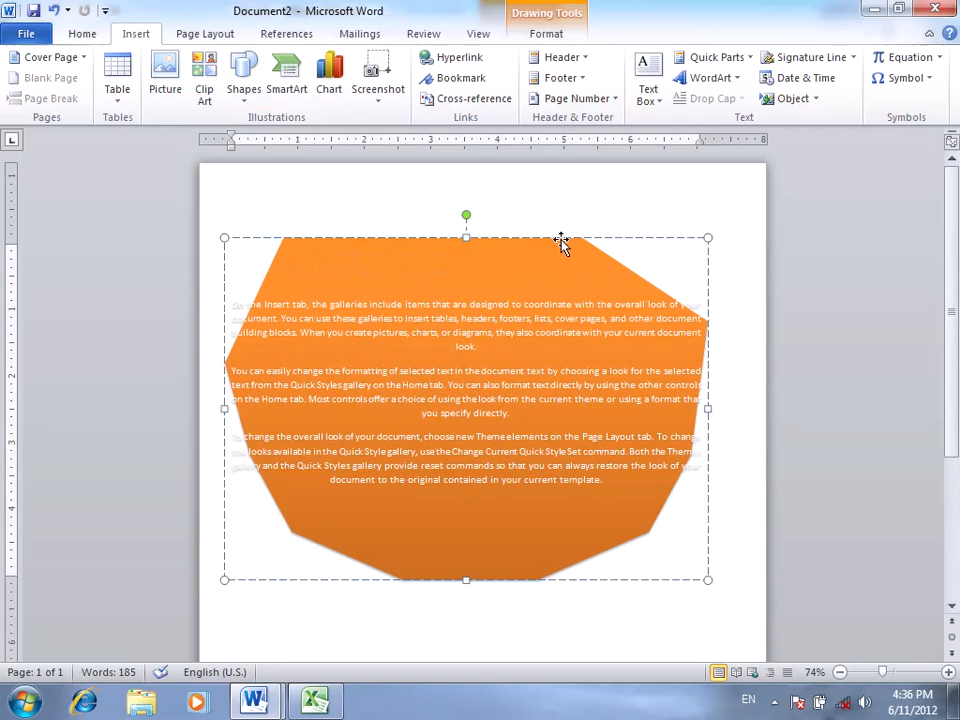 Document2 - Microsoft Word
Drawing Tools
File Home Insert Page Layout References Mailings Review View Format
Cover Page
Blank Page
Page Break
Pages
Table
Tables
Picture
Clip Art
Shapes
SmartArt
Chart
Screenshot
Illustrations
Hyperlink
Bookmark
Cross-reference
Links
Header
Footer
Page Number
Header & Footer
Text Box
Quick Parts
WordArt
Drop Cap
Signature Line
Date & Time
Object
Text
Equation
Symbol
Symbols
1 2 3 4 5 6 8
On the Insert tab, the galleries include items that are designed to coordinate with the overall look of your
document. You can use these galleries to insert tables, headers, footers, lists, cover pages, and other document
building blocks. When you create pictures, charts, or diagrams, they also coordinate with your current document
look.
You can easily change the formatting of selected text in the document text by choosing a look for the selected
text from the Quick Styles gallery on the Home tab. You can also format text directly by using the other controls
on the Home tab. Most controls offer a choice of using the look from the current theme or using a format that
you specify directly.
To change the overall look of your document, choose new Theme elements on the Page Layout tab. To change
the looks available in the Quick Style gallery, use the Change Current Quick Style Set command. Both the Themes
gallery and the Quick Styles gallery provide reset commands so that you can always restore the look of your
document to the original contained in your current template.
Page: 1 of 1 Words: 185 English (U.S.) 74%
EN
4:36 PM
6/11/2012